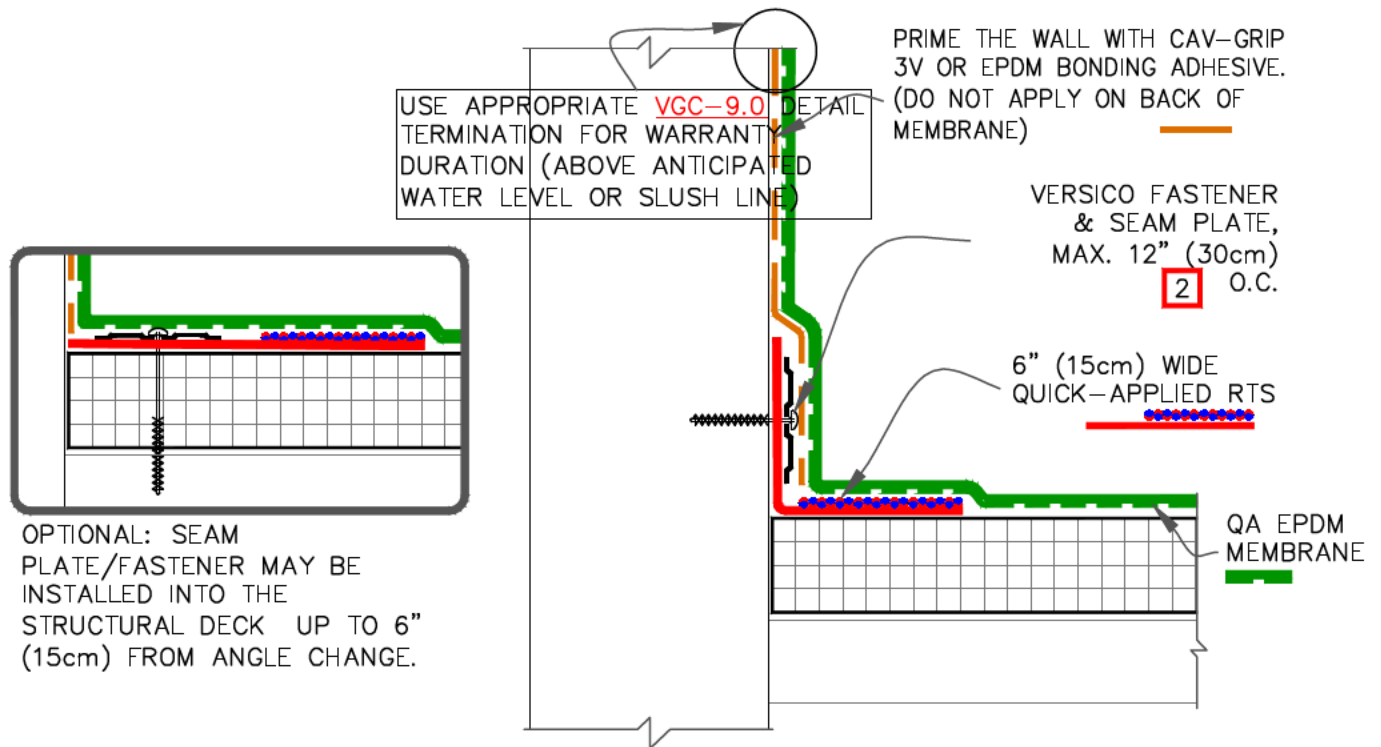 USE APPROPRIATE VGC-9.0 DETAIL
TERMINATION FOR WARRANTY
DURATION (ABOVE ANTICIPATED
WATER LEVEL OR SLUSH LINE)
PRIME THE WALL WITH CAV-GRIP
3V OR EPDM BONDING ADHESIVE.
(DO NOT APPLY ON BACK OF
MEMBRANE)
VERSICO FASTENER
& SEAM PLATE,
MAX. 12" (30cm)
2 O.C.
6" (15cm) WIDE
QUICK-APPLIED RTS
QA EPDM
MEMBRANE
OPTIONAL: SEAM
PLATE/FASTENER MAY BE
INSTALLED INTO THE
STRUCTURAL DECK UP TO 6"
(15cm) FROM ANGLE CHANGE.